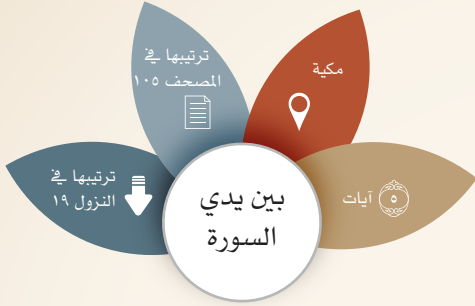 مكية
ترتيبها في
المصحف ١٠٥
٥ آيات
ترتيبها في
النزول ١٩
بين يدي
السورة